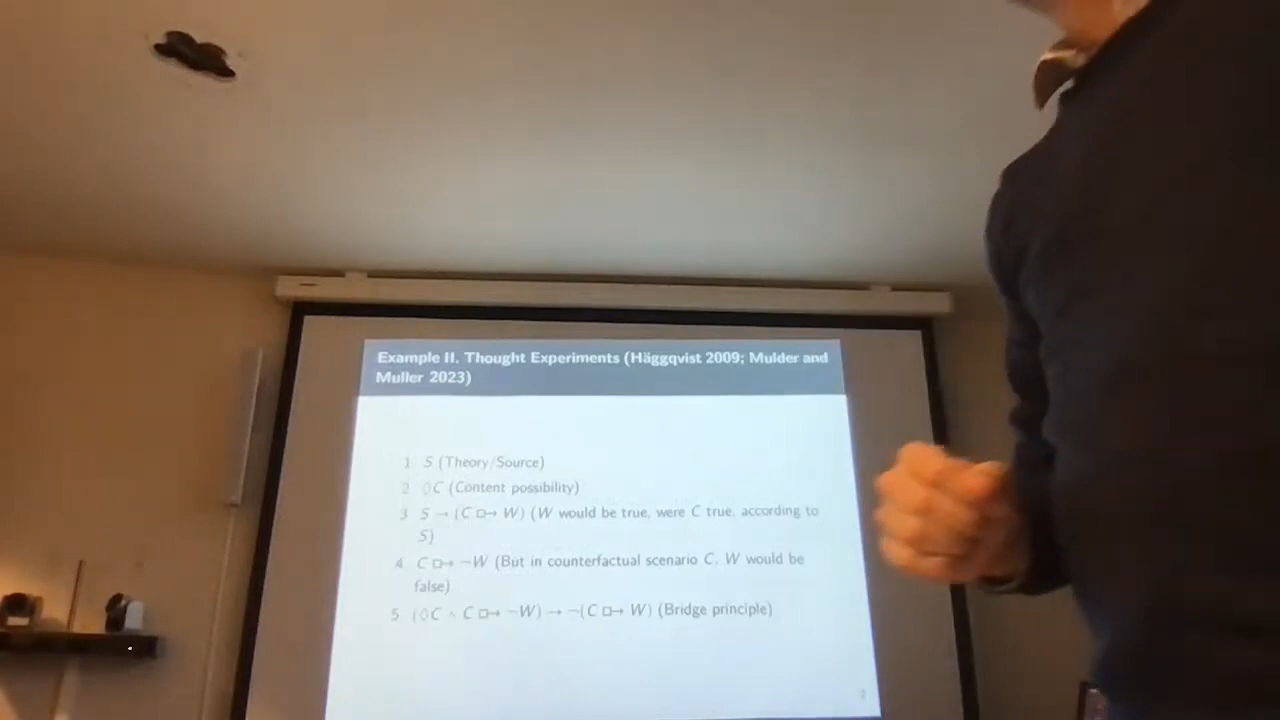 Example II. Thought Experiments (Häggqvist 2009; Mulder and
Muller 2023)
1 S (Theory/Source)
2 ◊C (Content possibility)
3 S → (C □→ W) (W would be true, were C true, according to
S)
4 C □→ ¬W (But in counterfactual scenario C, W would be
false)
5 (◊C ∧ C □→ ¬W) → ¬(C □→ W) (Bridge principle)